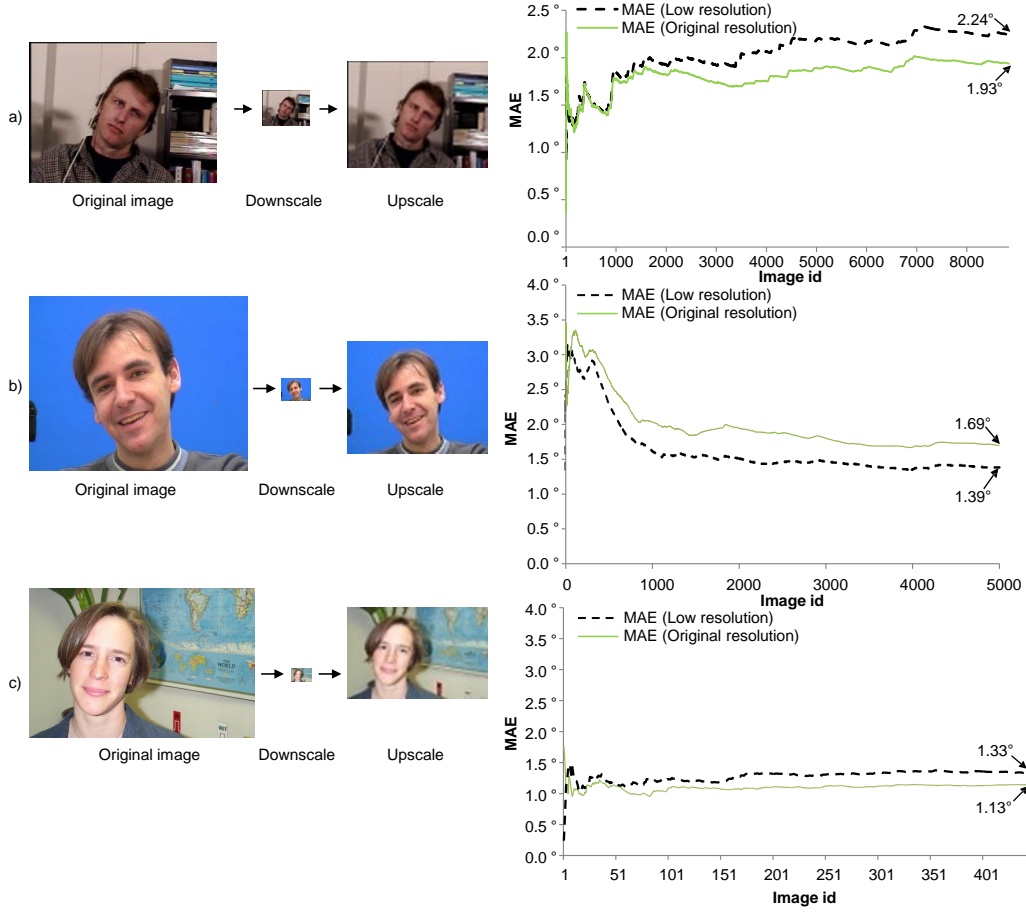 a)
Original image Downscale Upscale
2.5 °
2.0 °
1.5 °
1.0 °
0.5 °
0.0 °
MAE
MAE (Low resolution)
MAE (Original resolution)
2.24°
1.93°
1 1000 2000 3000 4000 5000 6000 7000 8000
Image id
b)
Original image Downscale Upscale
4.0 °
3.5 °
3.0 °
2.5 °
2.0 °
1.5 °
1.0 °
0.5 °
0.0 °
MAE
MAE (Low resolution)
MAE (Original resolution)
1.69°
1.39°
0 1000 2000 3000 4000 5000
Image id
c)
THE WORLD
Original image Downscale Upscale
4.0 °
3.5 °
3.0 °
2.5 °
2.0 °
1.5 °
1.0 °
0.5 °
0.0 °
MAE
MAE (Low resolution)
MAE (Original resolution)
1.33°
1.13°
1 51 101 151 201 251 301 351 401
Image id